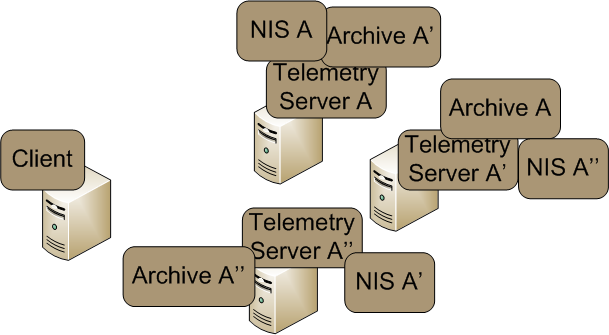 NIS A
Archive A’
Telemetry
Server A
Archive A
Telemetry
Server A’
NIS A’’
Client
Telemetry
Server A’’
Archive A’’
NIS A’